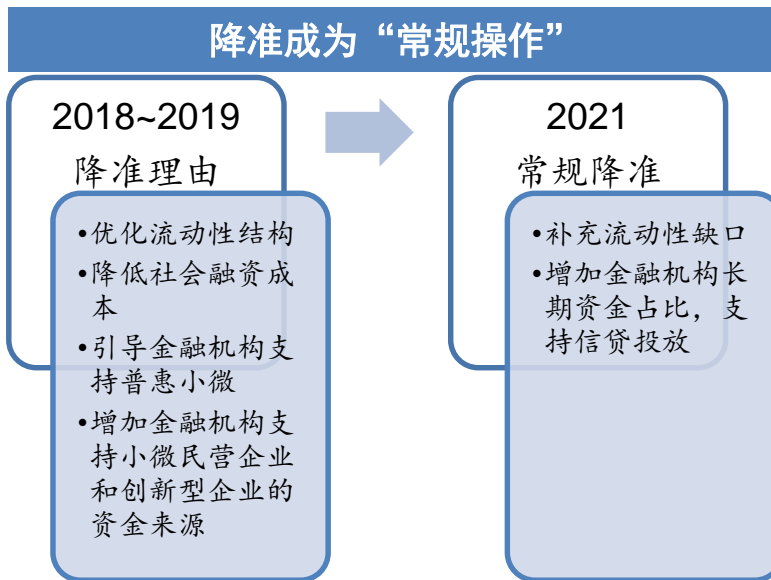 降准成为“常规操作”
2018~2019
降准理由
•优化流动性结构
•降低社会融资成
本
•引导金融机构支
持普惠小微
•增加金融机构支
持小微民营企业
和创新型企业的
资金来源
2021
常规降准
•补充流动性缺口
•增加金融机构长
期资金占比，支
持信贷投放